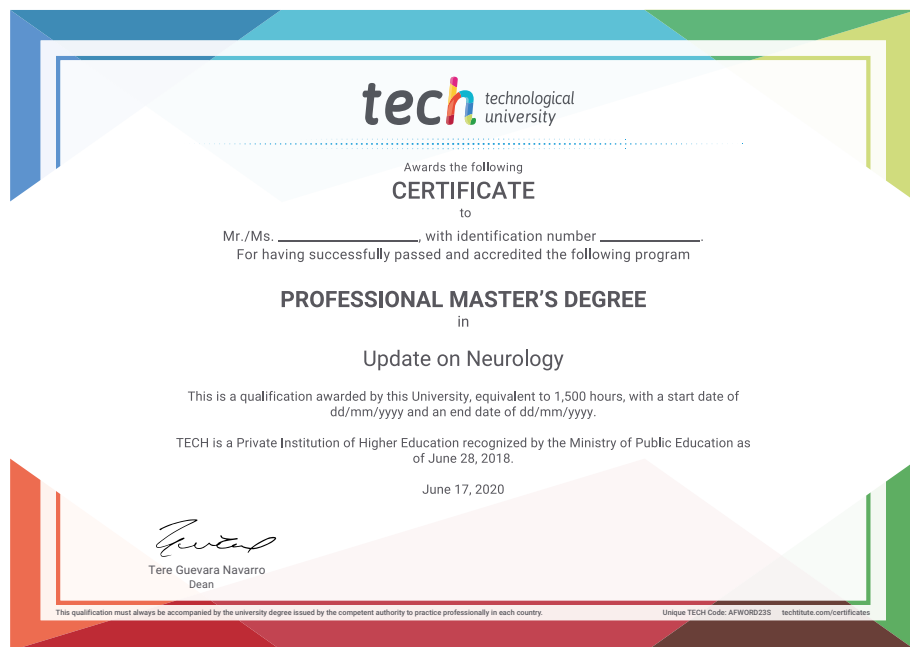 tech technological
university
Awards the following
CERTIFICATE
to
Mr./Ms. ____________________, with identification number ______________.
For having successfully passed and accredited the following program
PROFESSIONAL MASTER'S DEGREE
in
Update on Neurology
This is a qualification awarded by this University, equivalent to 1,500 hours, with a start date of
dd/mm/yyyy and an end date of dd/mm/yyyy.
TECH is a Private Institution of Higher Education recognized by the Ministry of Public Education as
of June 28, 2018.
June 17, 2020
Tere Guevara Navarro
Dean
This qualification must always be accompanied by the university degree issued by the competent authority to practice professionally in each country. Unique TECH Code: AFWORD23S techtitute.com/certificates